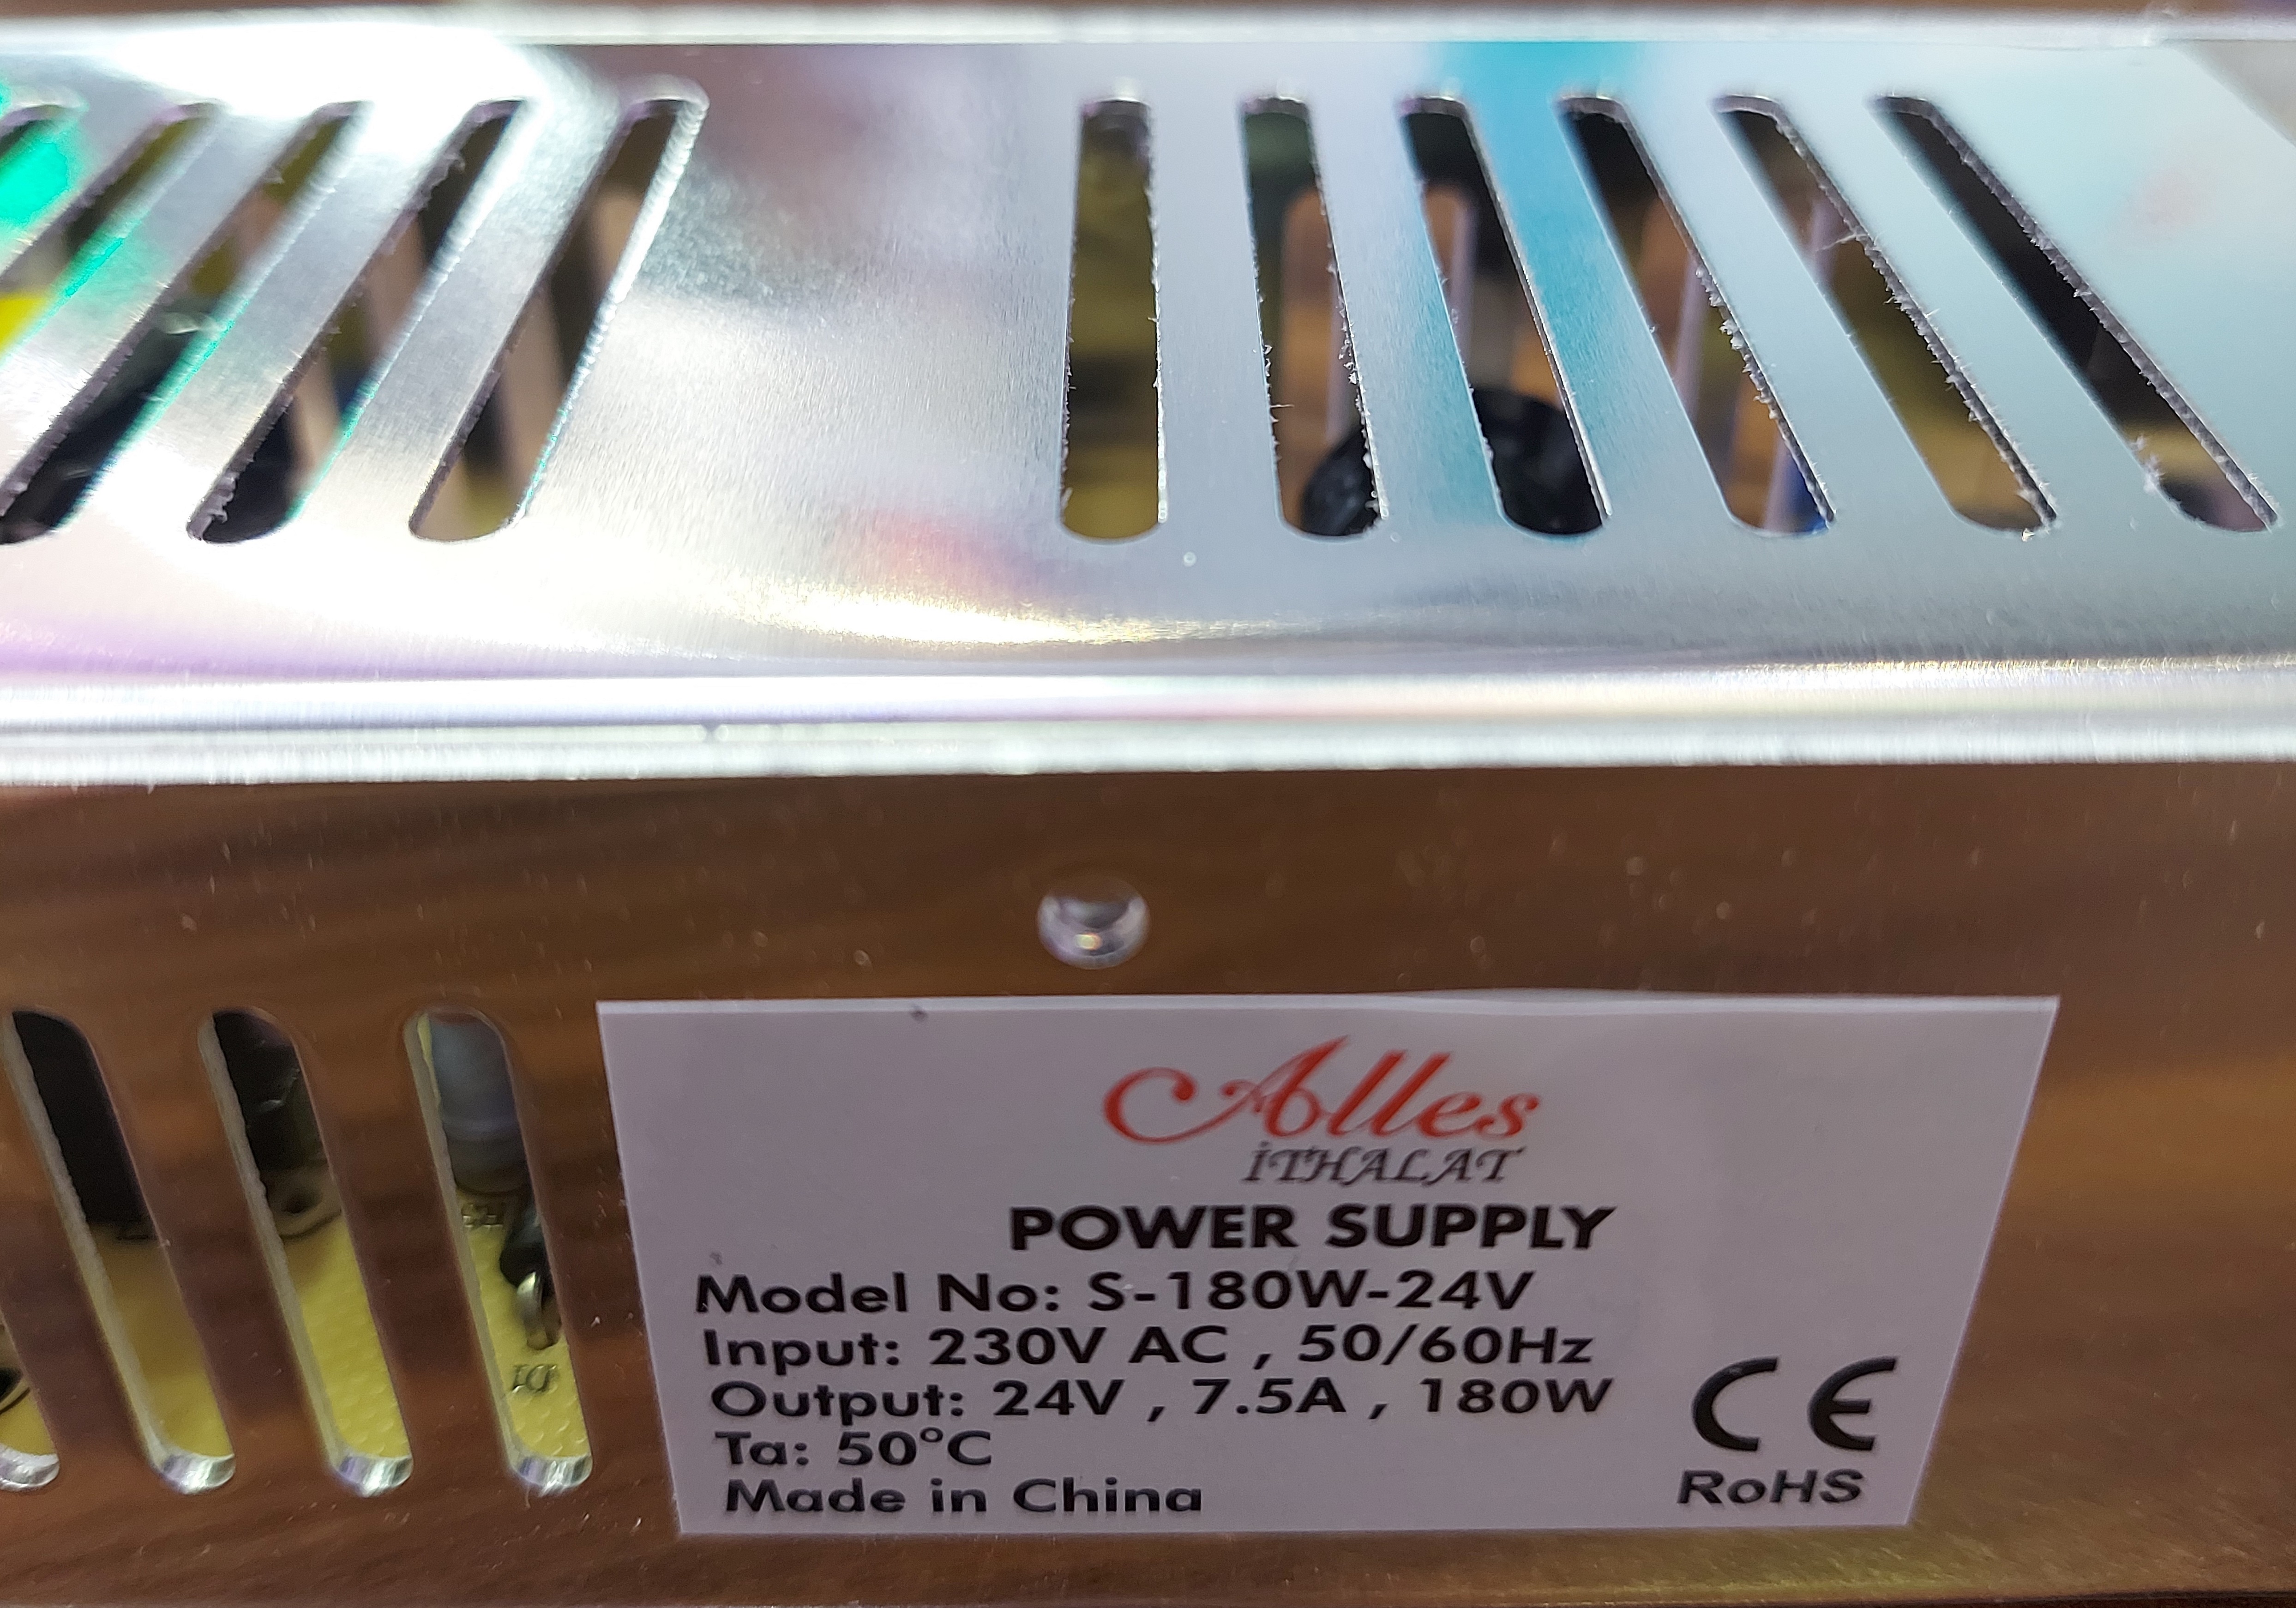 Alles
İTHALAT
POWER SUPPLY
Model No: S-180W-24V
Input: 230V AC , 50/60Hz
Output: 24V , 7.5A , 180W
Ta: 50°C
Made in China
CE
RoHS